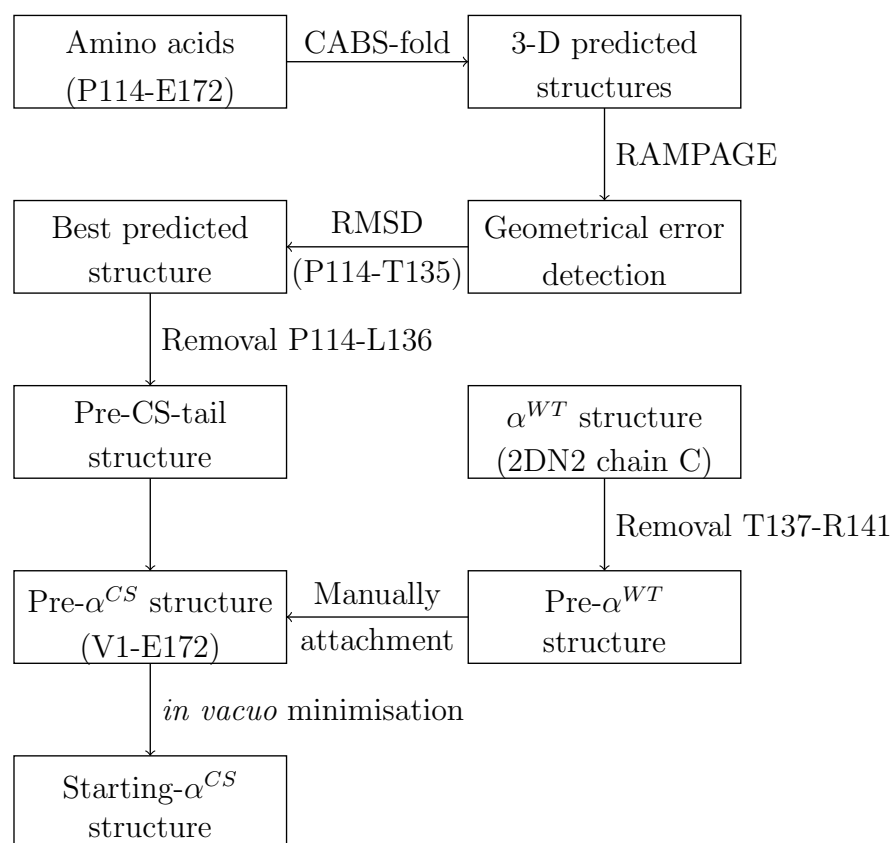 Amino acids
(P114-E172)
CABS-fold
3-D predicted
structures
RAMPAGE
Geometrical error
detection
RMSD
(P114-T135)
Best predicted
structure
Removal P114-L136
Pre-CS-tail
structure
α^{WT} structure
(2DN2 chain C)
Removal T137-R141
Pre-α^{WT}
structure
Manually
attachment
Pre-α^{CS} structure
(V1-E172)
in vacuo minimisation
Starting-α^{CS}
structure